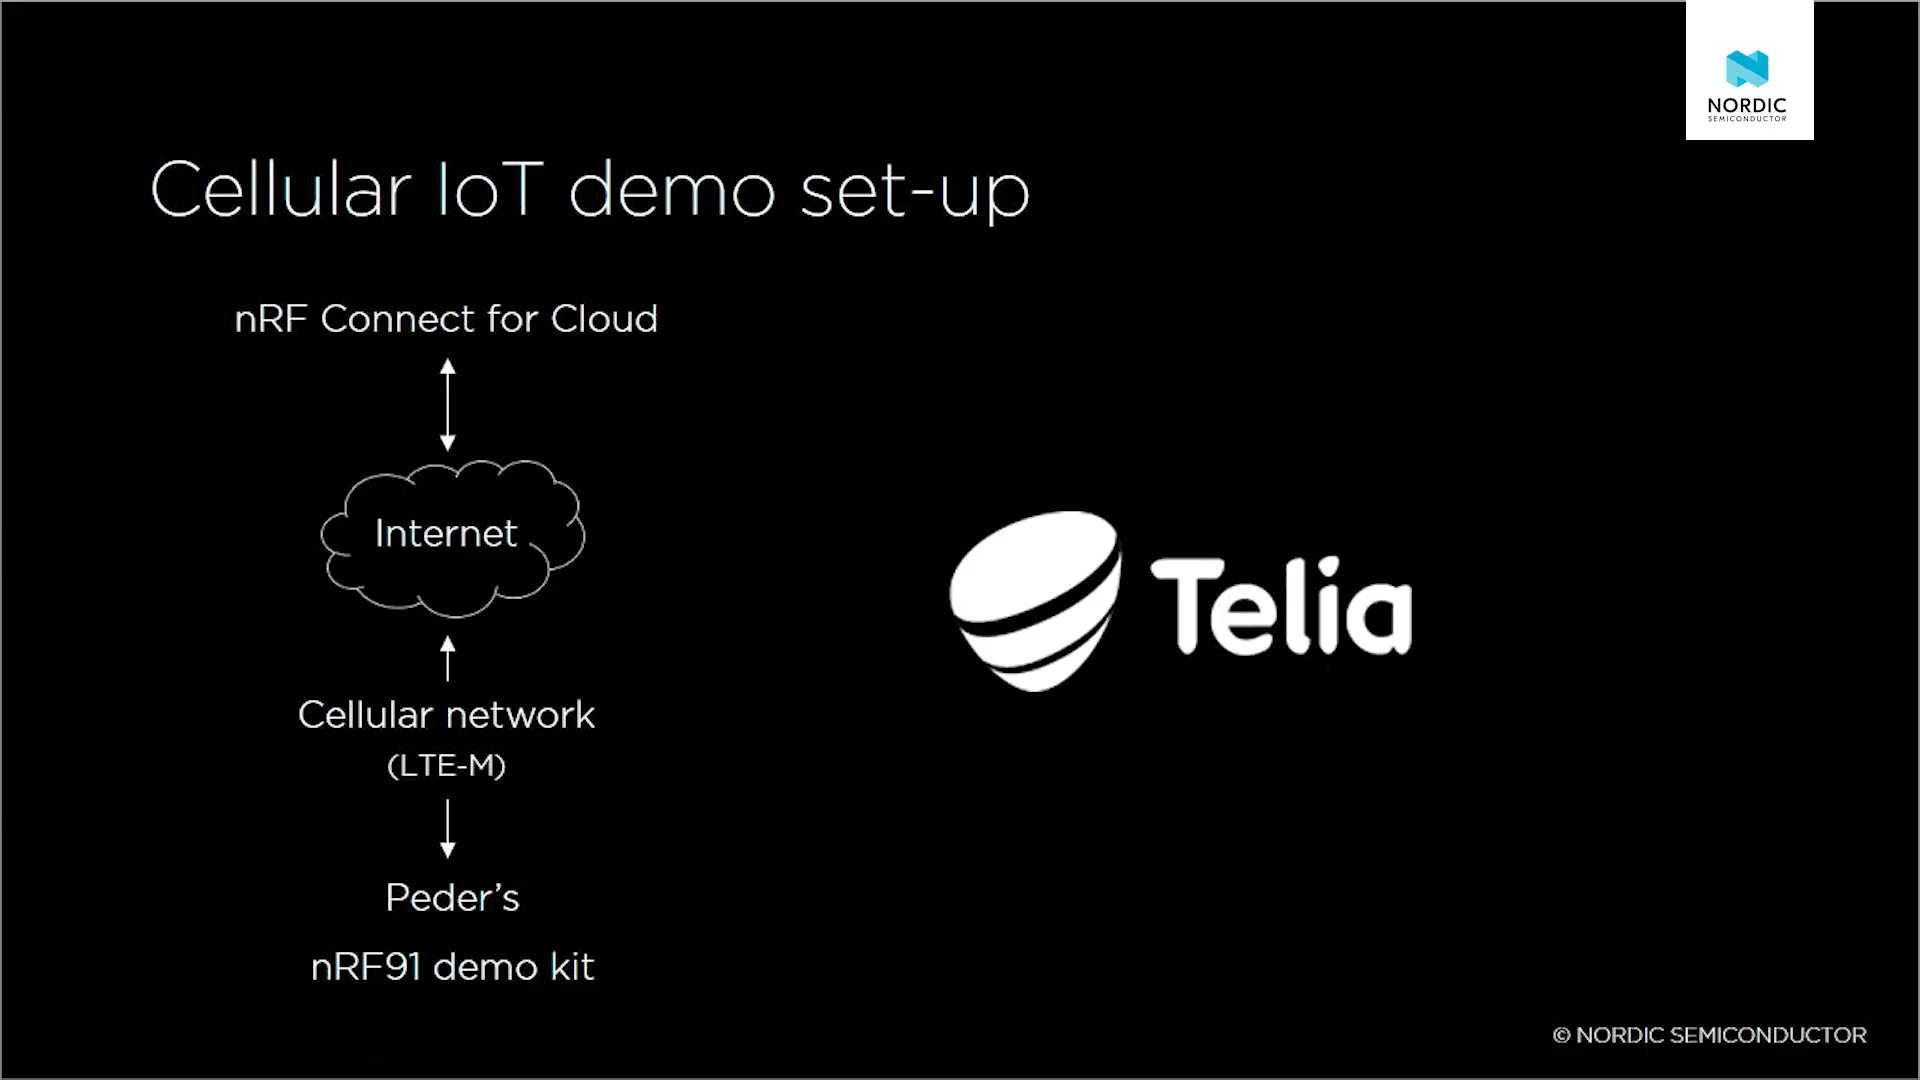 NORDIC
SEMICONDUCTOR
Cellular IoT demo set-up
nRF Connect for Cloud
Internet
Telia
Cellular network
(LTE-M)
Peder’s
nRF91 demo kit
© NORDIC SEMICONDUCTOR